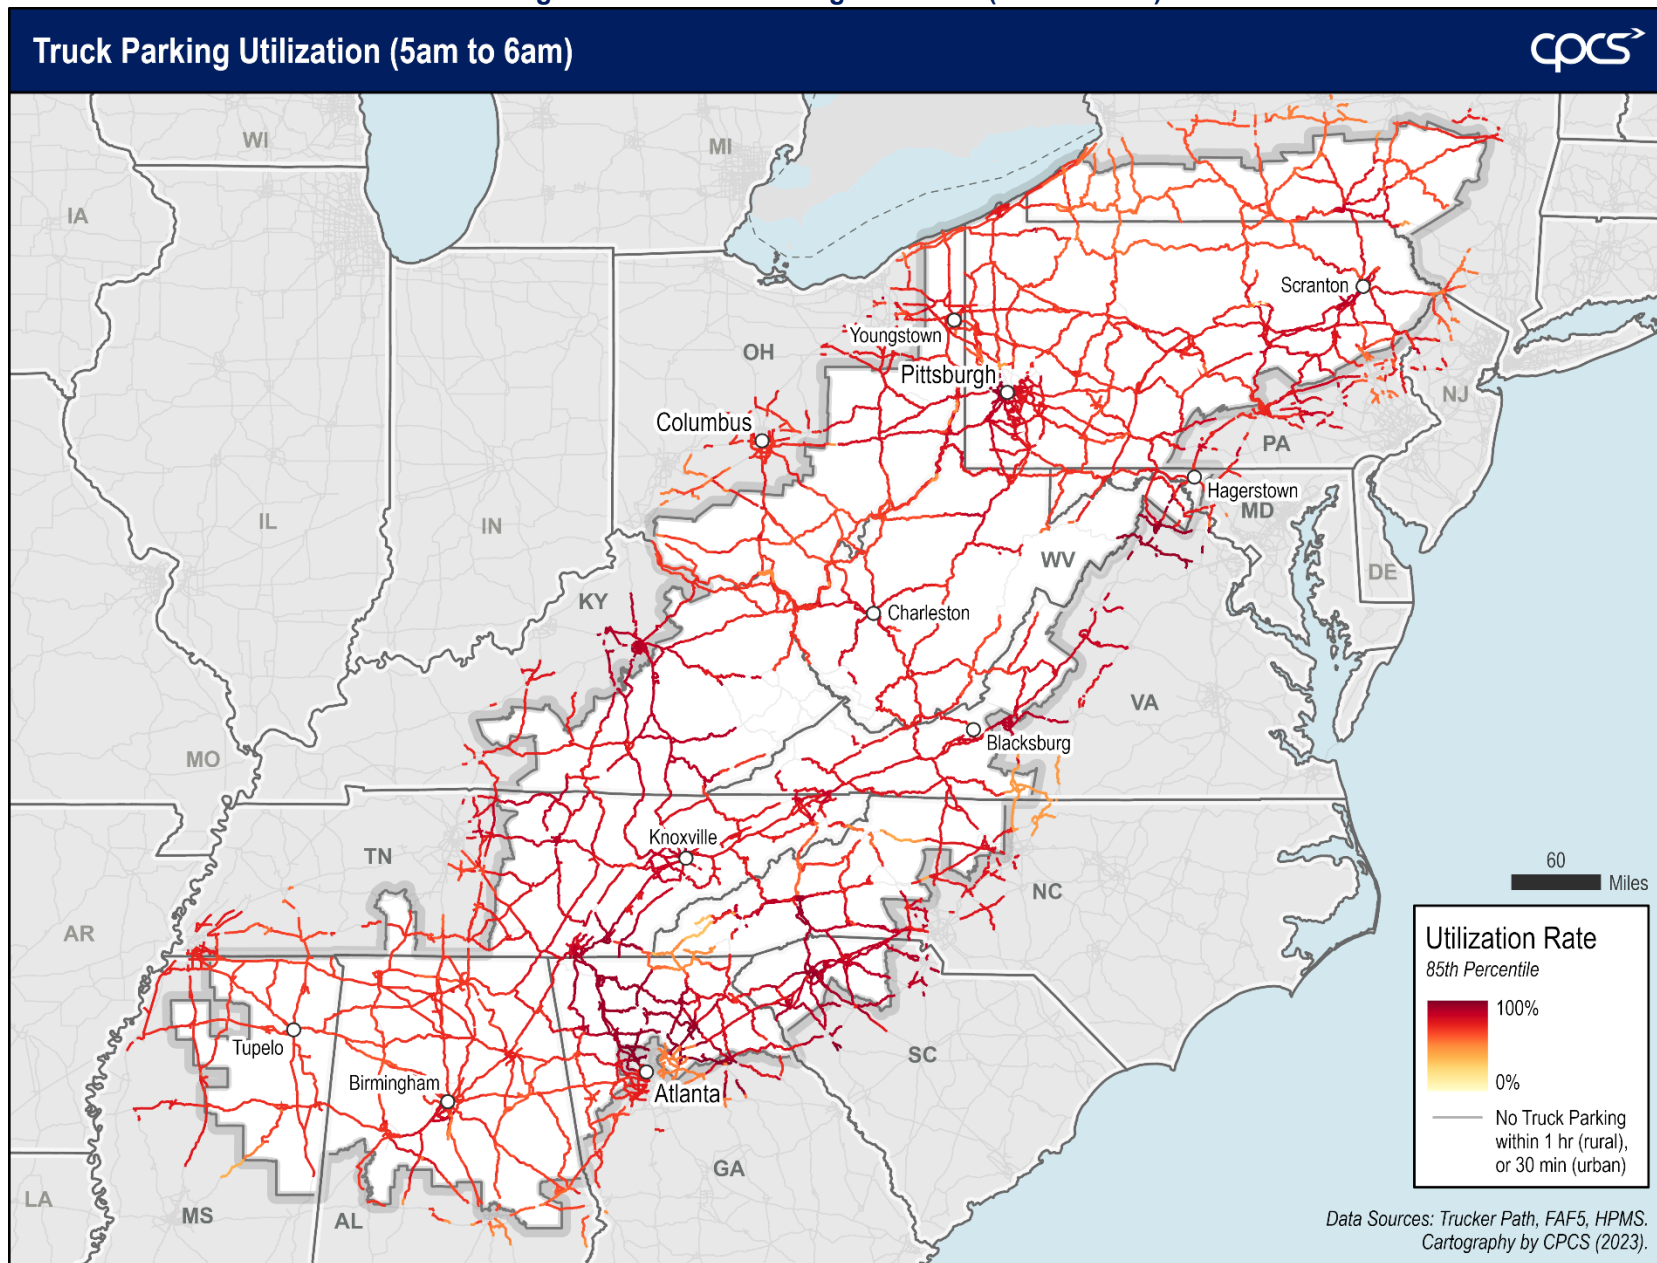 Truck Parking Utilization (5am to 6am)
cpcs
WI
MI
IA
Scranton
Youngstown
OH
Pittsburgh
NJ
Columbus
PA
Hagerstown
MD
IL
IN
WV
DE
KY
Charleston
VA
Blacksburg
MO
Knoxville
TN
NC
60
Miles
AR
Utilization Rate
85th Percentile
100%
0%
No Truck Parking
within 1 hr (rural),
or 30 min (urban)
Tupelo
SC
Birmingham
Atlanta
GA
LA
MS
AL
Data Sources: Trucker Path, FAF5, HPMS.
Cartography by CPCS (2023).